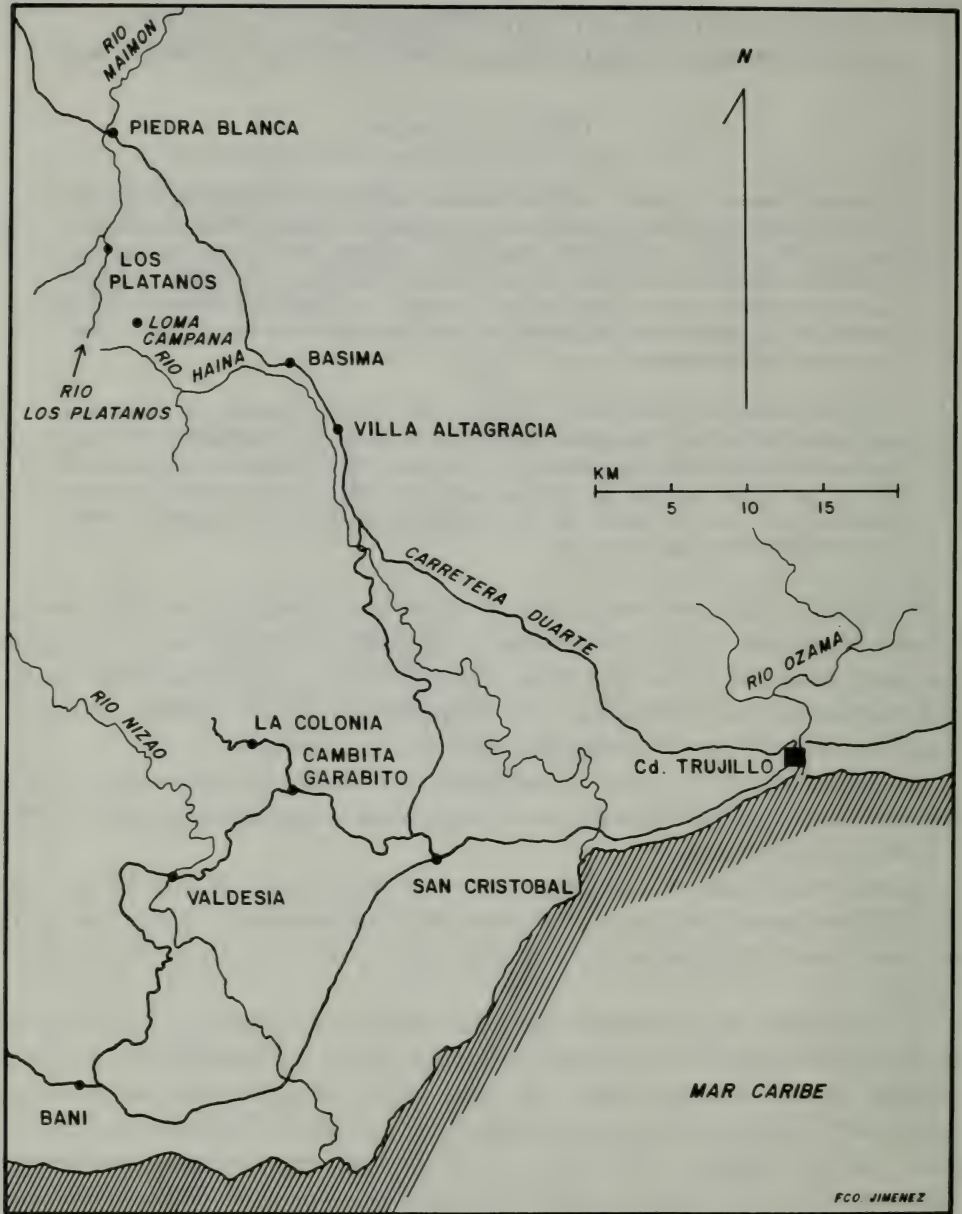 RIO
MAIMON
N
PIEDRA BLANCA
LOS
PLATANOS
LOMA
CAMPANA
RIO HAINA
BASIMA
RIO
LOS PLATANOS
VILLA ALTAGRACIA
KM
5 10 15
CARRETERA DUARTE
RIO OZAMA
RIO NIZAO
LA COLONIA
CAMBITA
GARABITO
Cd. TRUJILLO
VALDESIA
SAN CRISTOBAL
BANI
MAR CARIBE
FCO. JIMENEZ